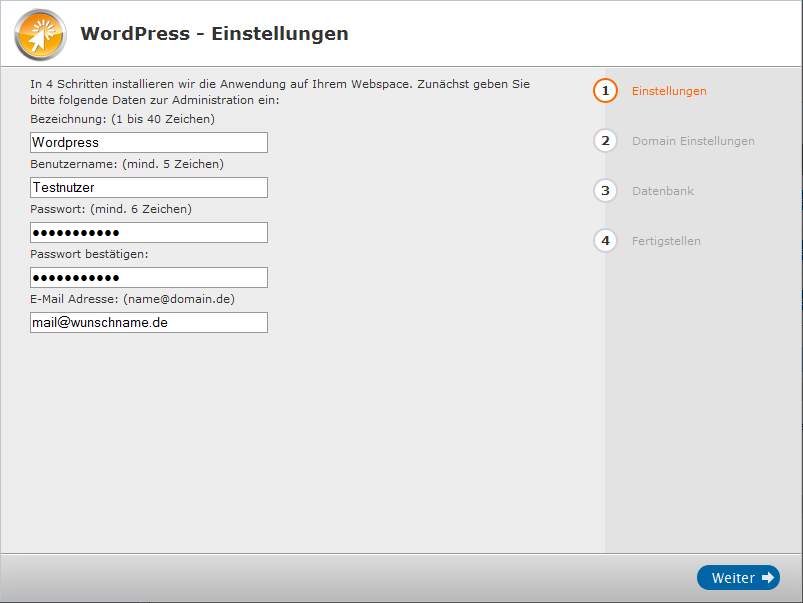 WordPress - Einstellungen
In 4 Schritten installieren wir die Anwendung auf Ihrem Webspace. Zunächst geben Sie
bitte folgende Daten zur Administration ein:
Bezeichnung: (1 bis 40 Zeichen)
Wordpress
Benutzername: (mind. 5 Zeichen)
Testnutzer
Passwort: (mind. 6 Zeichen)
●●●●●●●●●●●
Passwort bestätigen:
●●●●●●●●●●●
E-Mail Adresse: (name@domain.de)
mail@wunschname.de
1 Einstellungen
2 Domain Einstellungen
3 Datenbank
4 Fertigstellen
Weiter